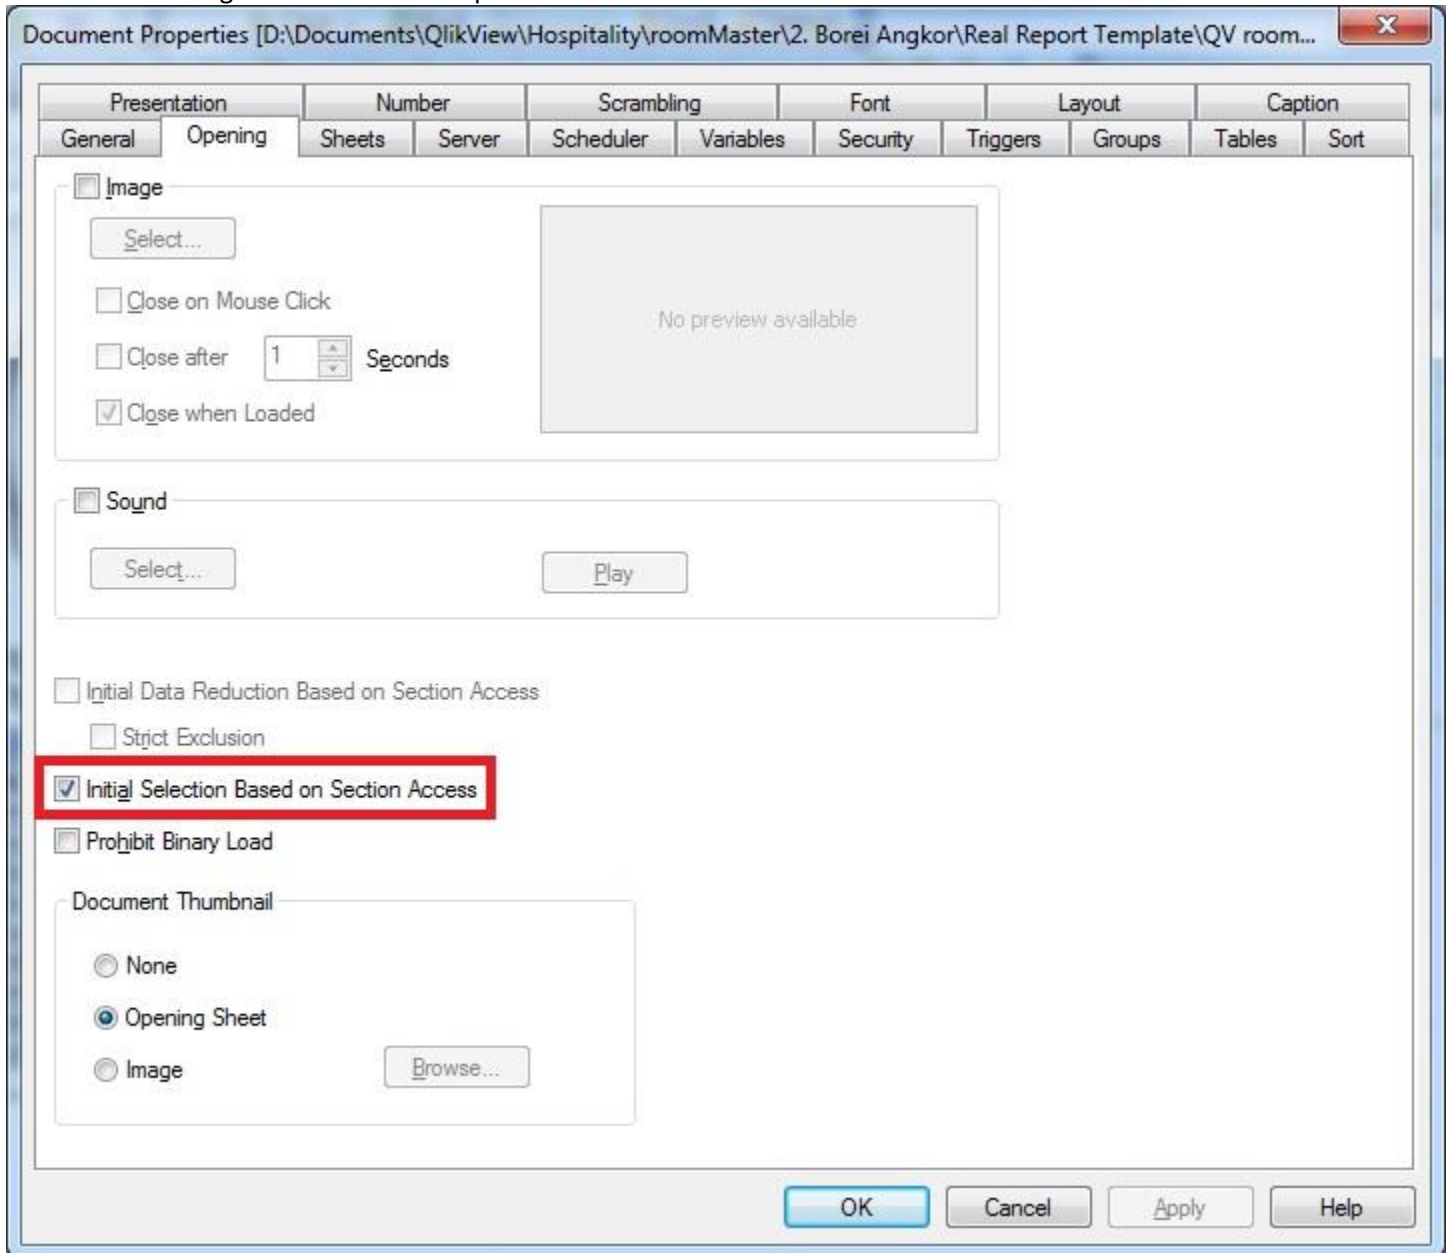 Document Properties [D:\Documents\QlikView\Hospitality\roomMaster\2. Borei Angkor\Real Report Template\QV room...
Presentation Number Scrambling Font Layout Caption
General Opening Sheets Server Scheduler Variables Security Triggers Groups Tables Sort
Image
Select...
Close on Mouse Click
No preview available
Close after 1 Seconds
Close when Loaded
Sound
Select... Play
Initial Data Reduction Based on Section Access
Strict Exclusion
Initial Selection Based on Section Access
Prohibit Binary Load
Document Thumbnail
None
Opening Sheet
Image Browse...
OK Cancel Apply Help